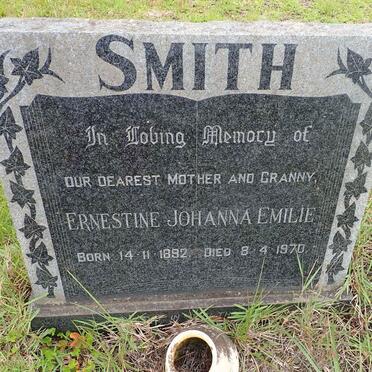 SMITH
In Loving Memory of
OUR DEAREST MOTHER AND GRANNY,
ERNESTINE JOHANNA EMILIE
BORN 14·11·1892 DIED 8·4·1970.